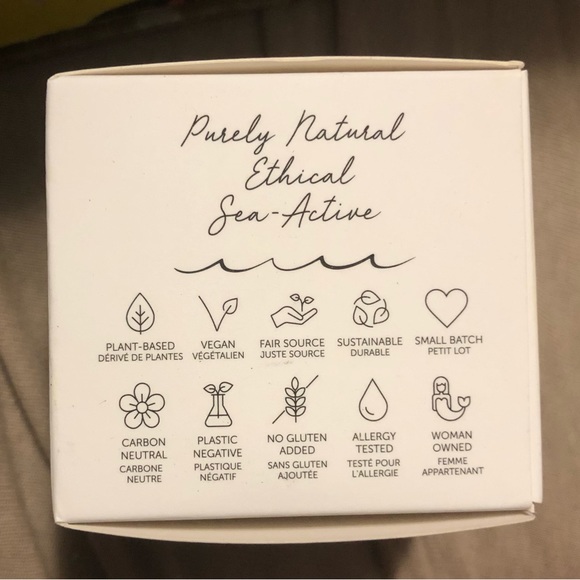 Purely Natural
Ethical
Sea-Active
PLANT-BASED
DÉRIVÉ DE PLANTES
VEGAN
VÉGÉTALIEN
FAIR SOURCE
JUSTE SOURCE
SUSTAINABLE
DURABLE
SMALL BATCH
PETIT LOT
CARBON
NEUTRAL
CARBONE
NEUTRE
PLASTIC
NEGATIVE
PLASTIQUE
NÉGATIF
NO GLUTEN
ADDED
SANS GLUTEN
AJOUTÉE
ALLERGY
TESTED
TESTÉ POUR
L'ALLERGIE
WOMAN
OWNED
FEMME
APPARTENANT